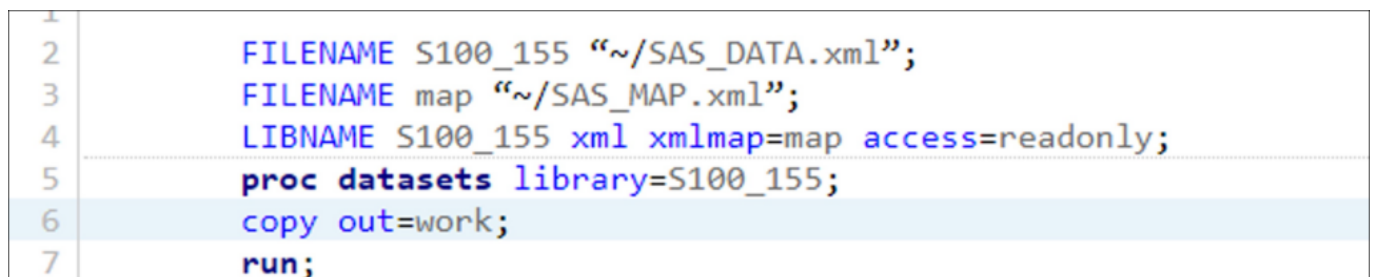 1
2 FILENAME S100_155 “~/SAS_DATA.xml”;
3 FILENAME map “~/SAS_MAP.xml”;
4 LIBNAME S100_155 xml xmlmap=map access=readonly;
5 proc datasets library=S100_155;
6 copy out=work;
7 run;